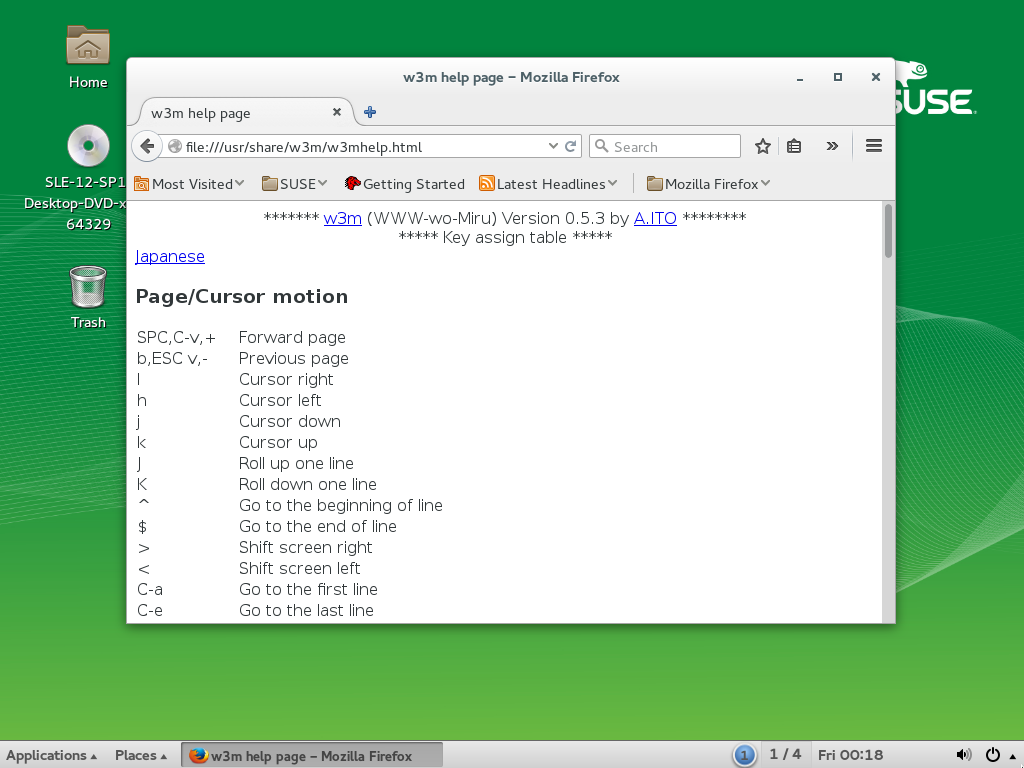 Home
SLE-12-SP1
Desktop-DVD-x
64329
Trash
SUSE
w3m help page – Mozilla Firefox
w3m help page
file:///usr/share/w3m/w3mhelp.html
Search
Most Visited
SUSE
Getting Started
Latest Headlines
Mozilla Firefox
******* w3m (WWW-wo-Miru) Version 0.5.3 by A.ITO ********
***** Key assign table *****
Japanese
Page/Cursor motion
SPC,C-v,+ Forward page
b,ESC v,- Previous page
l Cursor right
h Cursor left
j Cursor down
k Cursor up
J Roll up one line
K Roll down one line
^ Go to the beginning of line
$ Go to the end of line
> Shift screen right
< Shift screen left
C-a Go to the first line
C-e Go to the last line
Applications Places w3m help page – Mozilla Firefox 1 1 / 4 Fri 00:18